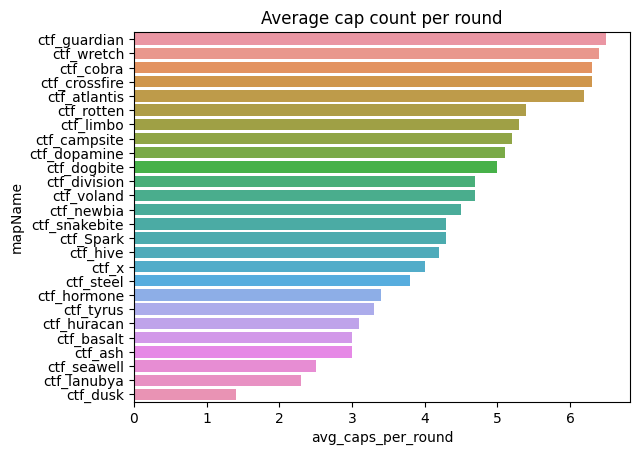 Average cap count per round
mapName
ctf_guardian
ctf_wretch
ctf_cobra
ctf_crossfire
ctf_atlantis
ctf_rotten
ctf_limbo
ctf_campsite
ctf_dopamine
ctf_dogbite
ctf_division
ctf_voland
ctf_newbia
ctf_snakebite
ctf_Spark
ctf_hive
ctf_x
ctf_steel
ctf_hormone
ctf_tyrus
ctf_huracan
ctf_basalt
ctf_ash
ctf_seawell
ctf_lanubya
ctf_dusk
0 1 2 3 4 5 6
avg_caps_per_round